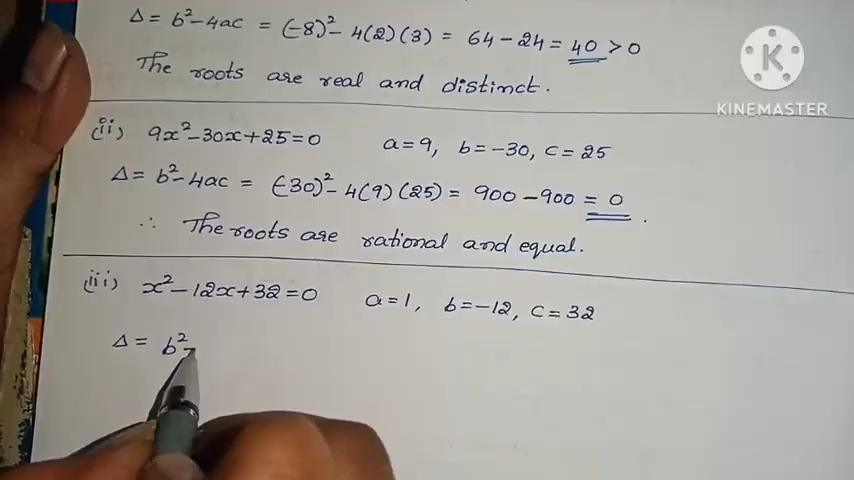 Δ = b²-4ac = (-8)² - 4(2)(3) = 64 - 24 = 40 > 0
The roots are real and distinct.
KINEMASTER
(ii) 9x²-30x+25=0 a=9, b=-30, c=25
Δ = b²-4ac = (-30)² - 4(9)(25) = 900 - 900 = 0.
∴ The roots are rational and equal.
(iii) x²-12x+32=0 a=1, b=-12, c=32
Δ = b²-